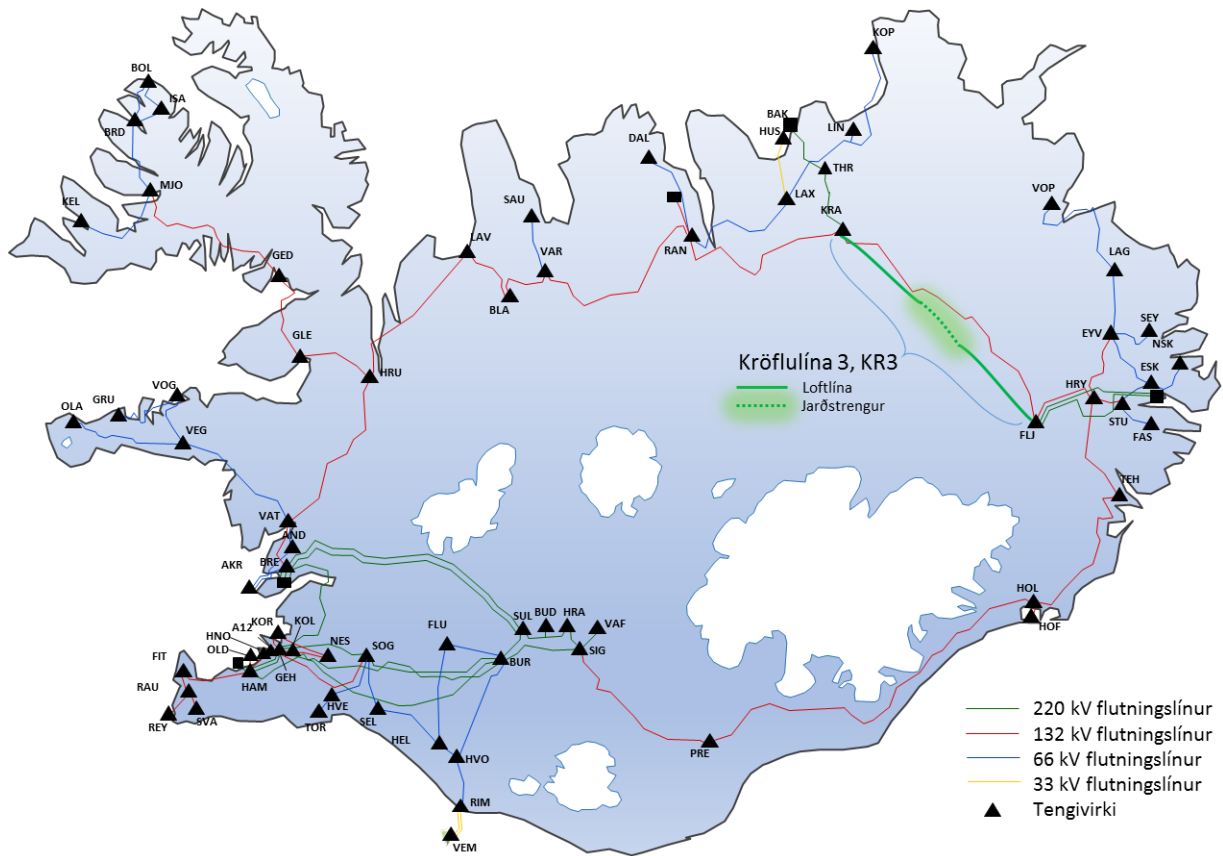 KOP
BOL
ISA
BRD
BAK
HUS
LIN
DAL
THR
MJO
KEL
SAU
LAX
VOP
KRA
LAV
VAR
RAN
GED
LAG
BLA
SEY
NSK
EYV
GLE
Kröflulína 3, KR3
Loftlína
Jarðstrengur
HRU
VOG
GRU
OLA
ESK
HRY
VEG
FLJ
STU
FAS
TEH
VAT
AND
BRE
AKR
HOL
HOF
SUL
BUD
HRA
VAF
FLU
A12
KOR
KOL
HNO
OLD
NES
SOG
FIT
GEH
BUR
SIG
HAM
RAU
HVE
REY
SVA
TOR
SEL
HEL
HVO
PRE
RIM
VEM
220 kV flutningslínur
132 kV flutningslínur
66 kV flutningslínur
33 kV flutningslínur
Tengivirki